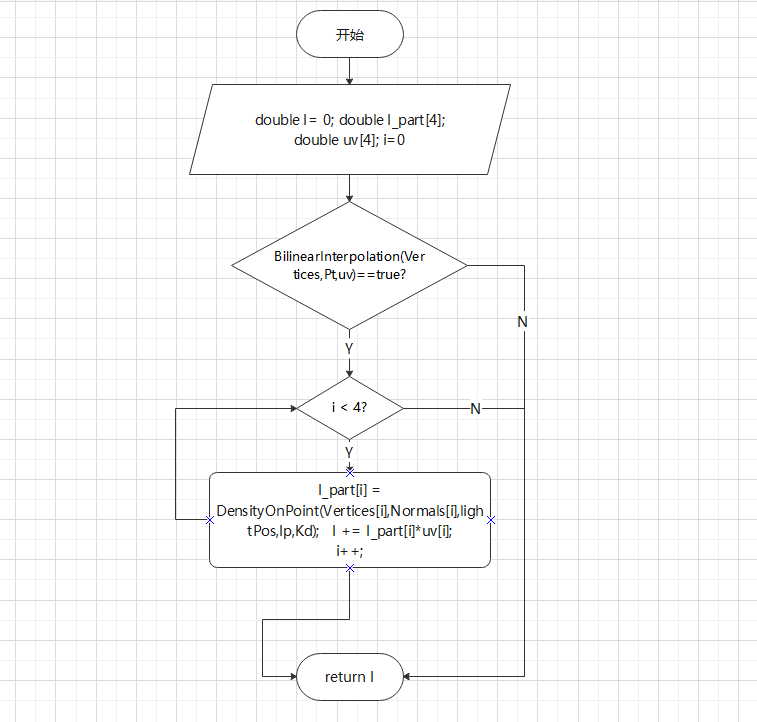 开始
double I = 0; double I_part[4];
double uv[4]; i=0
BilinearInterpolation(Ver
tices,Pt,uv)==true?
N
Y
i < 4?
N
Y
I_part[i] =
DensityOnPoint(Vertices[i],Normals[i],ligh
tPos,Ip,Kd); I += I_part[i]*uv[i];
i++;
return I